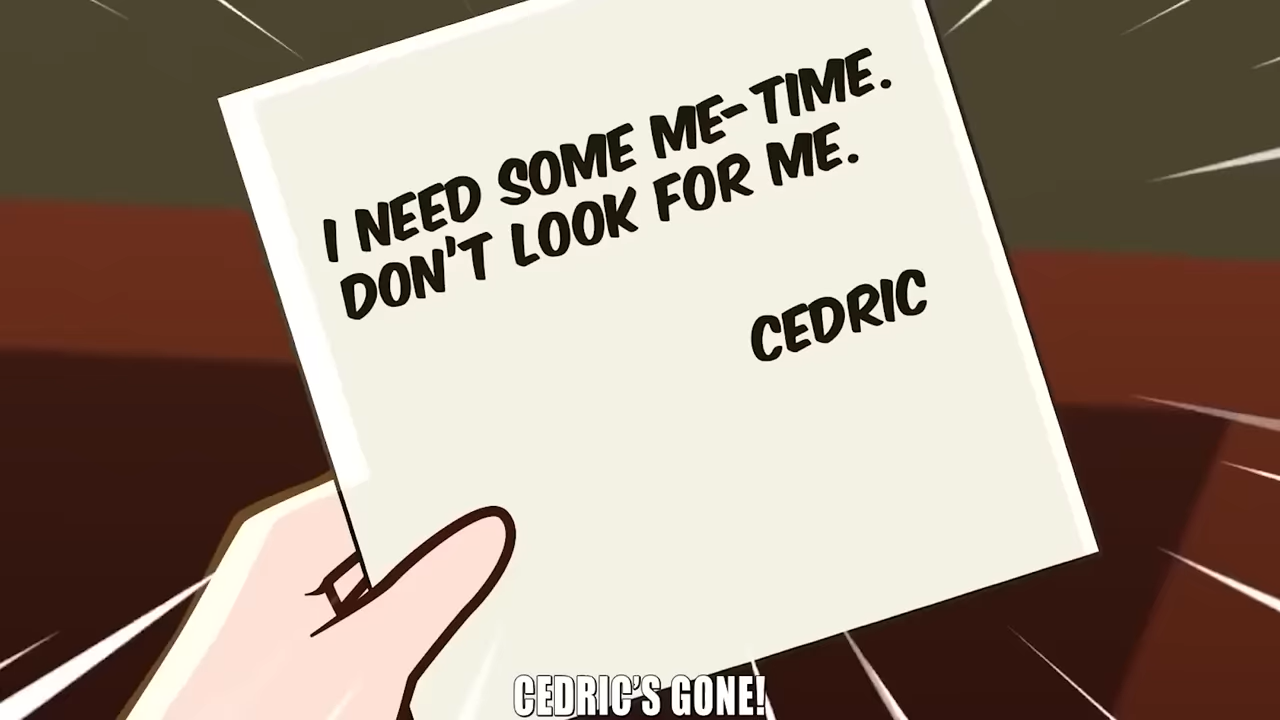 I NEED SOME ME-TIME.
DON'T LOOK FOR ME.
CEDRIC
CEDRIC'S GONE!